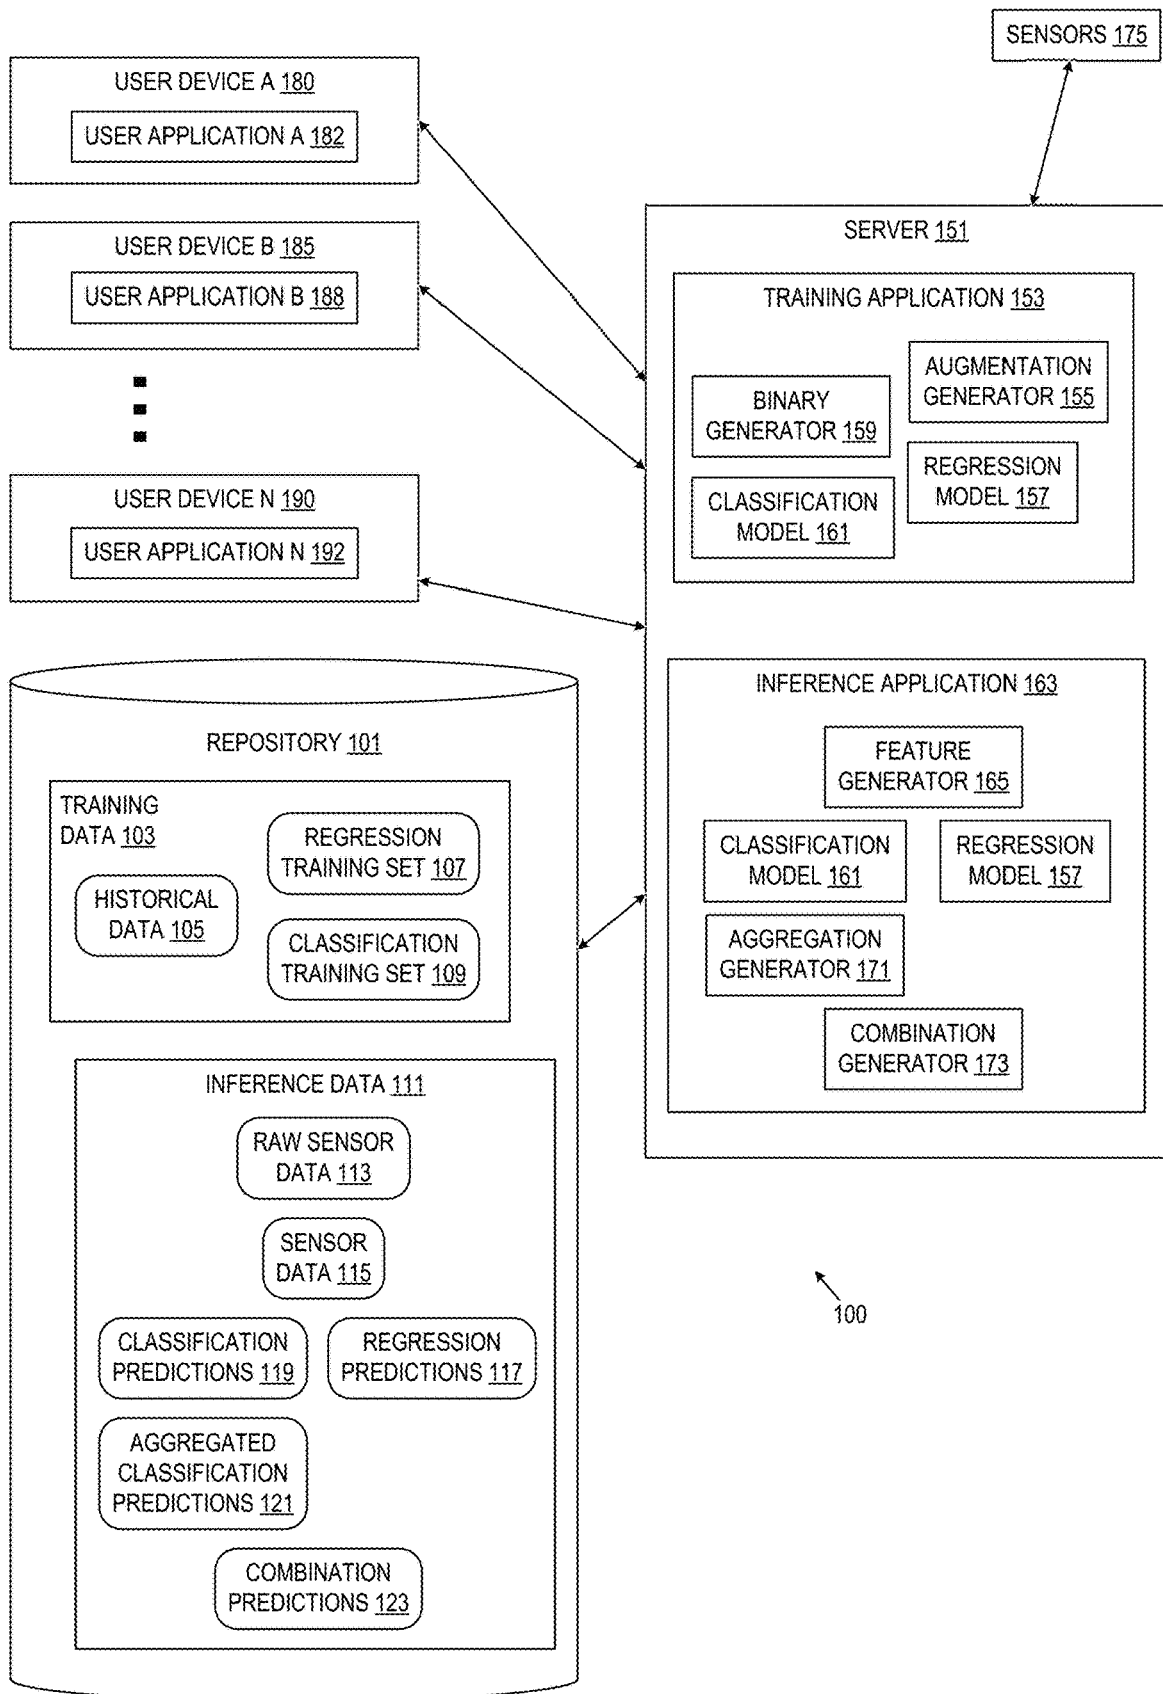 SENSORS 175
USER DEVICE A 180
USER APPLICATION A 182
USER DEVICE B 185
USER APPLICATION B 188
USER DEVICE N 190
USER APPLICATION N 192
SERVER 151
TRAINING APPLICATION 153
AUGMENTATION
GENERATOR 155
BINARY
GENERATOR 159
REGRESSION
MODEL 157
CLASSIFICATION
MODEL 161
INFERENCE APPLICATION 163
FEATURE
GENERATOR 165
CLASSIFICATION
MODEL 161
REGRESSION
MODEL 157
AGGREGATION
GENERATOR 171
COMBINATION
GENERATOR 173
REPOSITORY 101
TRAINING
DATA 103
REGRESSION
TRAINING SET 107
HISTORICAL
DATA 105
CLASSIFICATION
TRAINING SET 109
INFERENCE DATA 111
RAW SENSOR
DATA 113
SENSOR
DATA 115
CLASSIFICATION
PREDICTIONS 119
REGRESSION
PREDICTIONS 117
AGGREGATED
CLASSIFICATION
PREDICTIONS 121
COMBINATION
PREDICTIONS 123
100